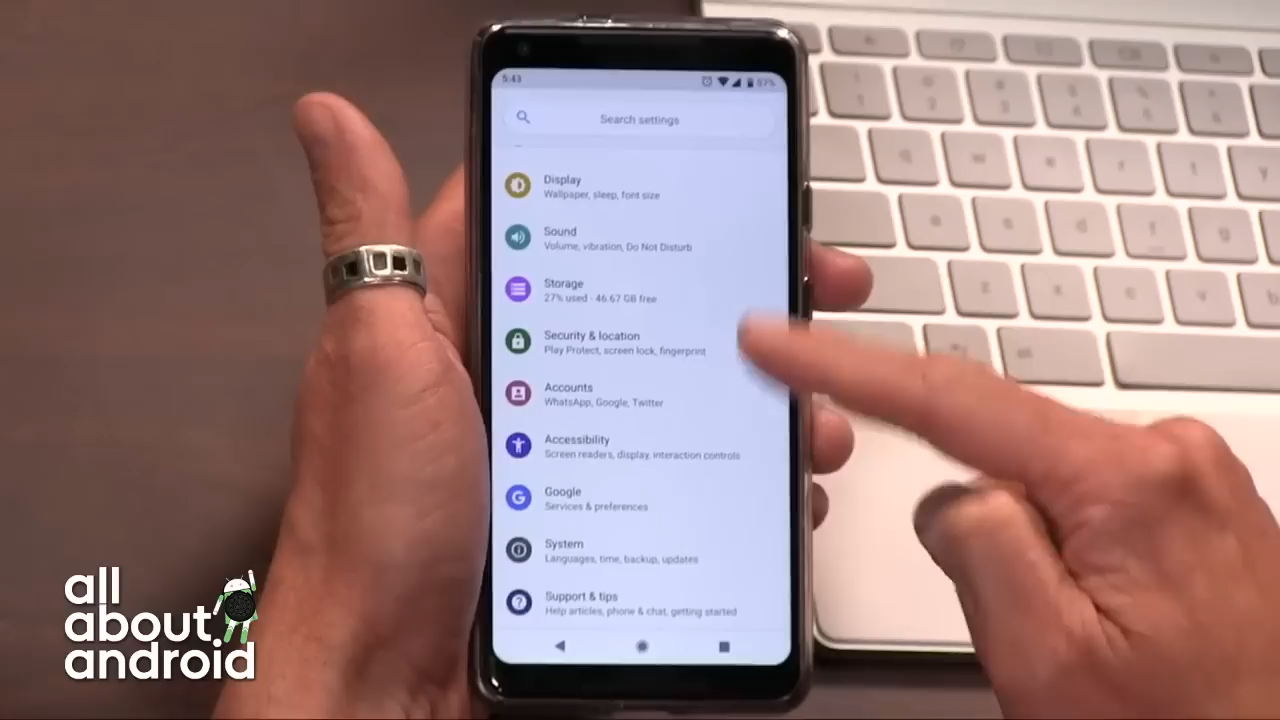 5:43
57%
Search settings
Display
Wallpaper, sleep, font size
Sound
Volume, vibration, Do Not Disturb
Storage
27% used - 46.67 GB free
Security & location
Play Protect, screen lock, fingerprint
Accounts
WhatsApp, Google, Twitter
Accessibility
Screen readers, display, interaction controls
Google
Services & preferences
System
Languages, time, backup, updates
Support & tips
Help articles, phone & chat, getting started
all
about
android